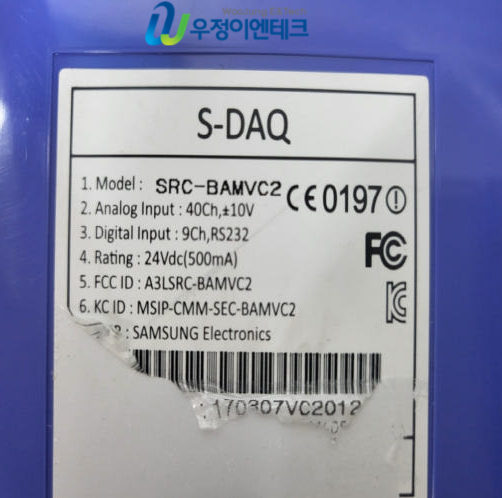 우정이엔테크
S-DAQ
1. Model : SRC-BAMVC2
2. Analog Input : 40Ch,±10V
3. Digital Input : 9Ch,RS232
4. Rating : 24Vdc(500mA)
5. FCC ID : A3LSRC-BAMVC2
6. KC ID : MSIP-CMM-SEC-BAMVC2
: SAMSUNG Electronics
CE0197
FC
KC
170307VC2012